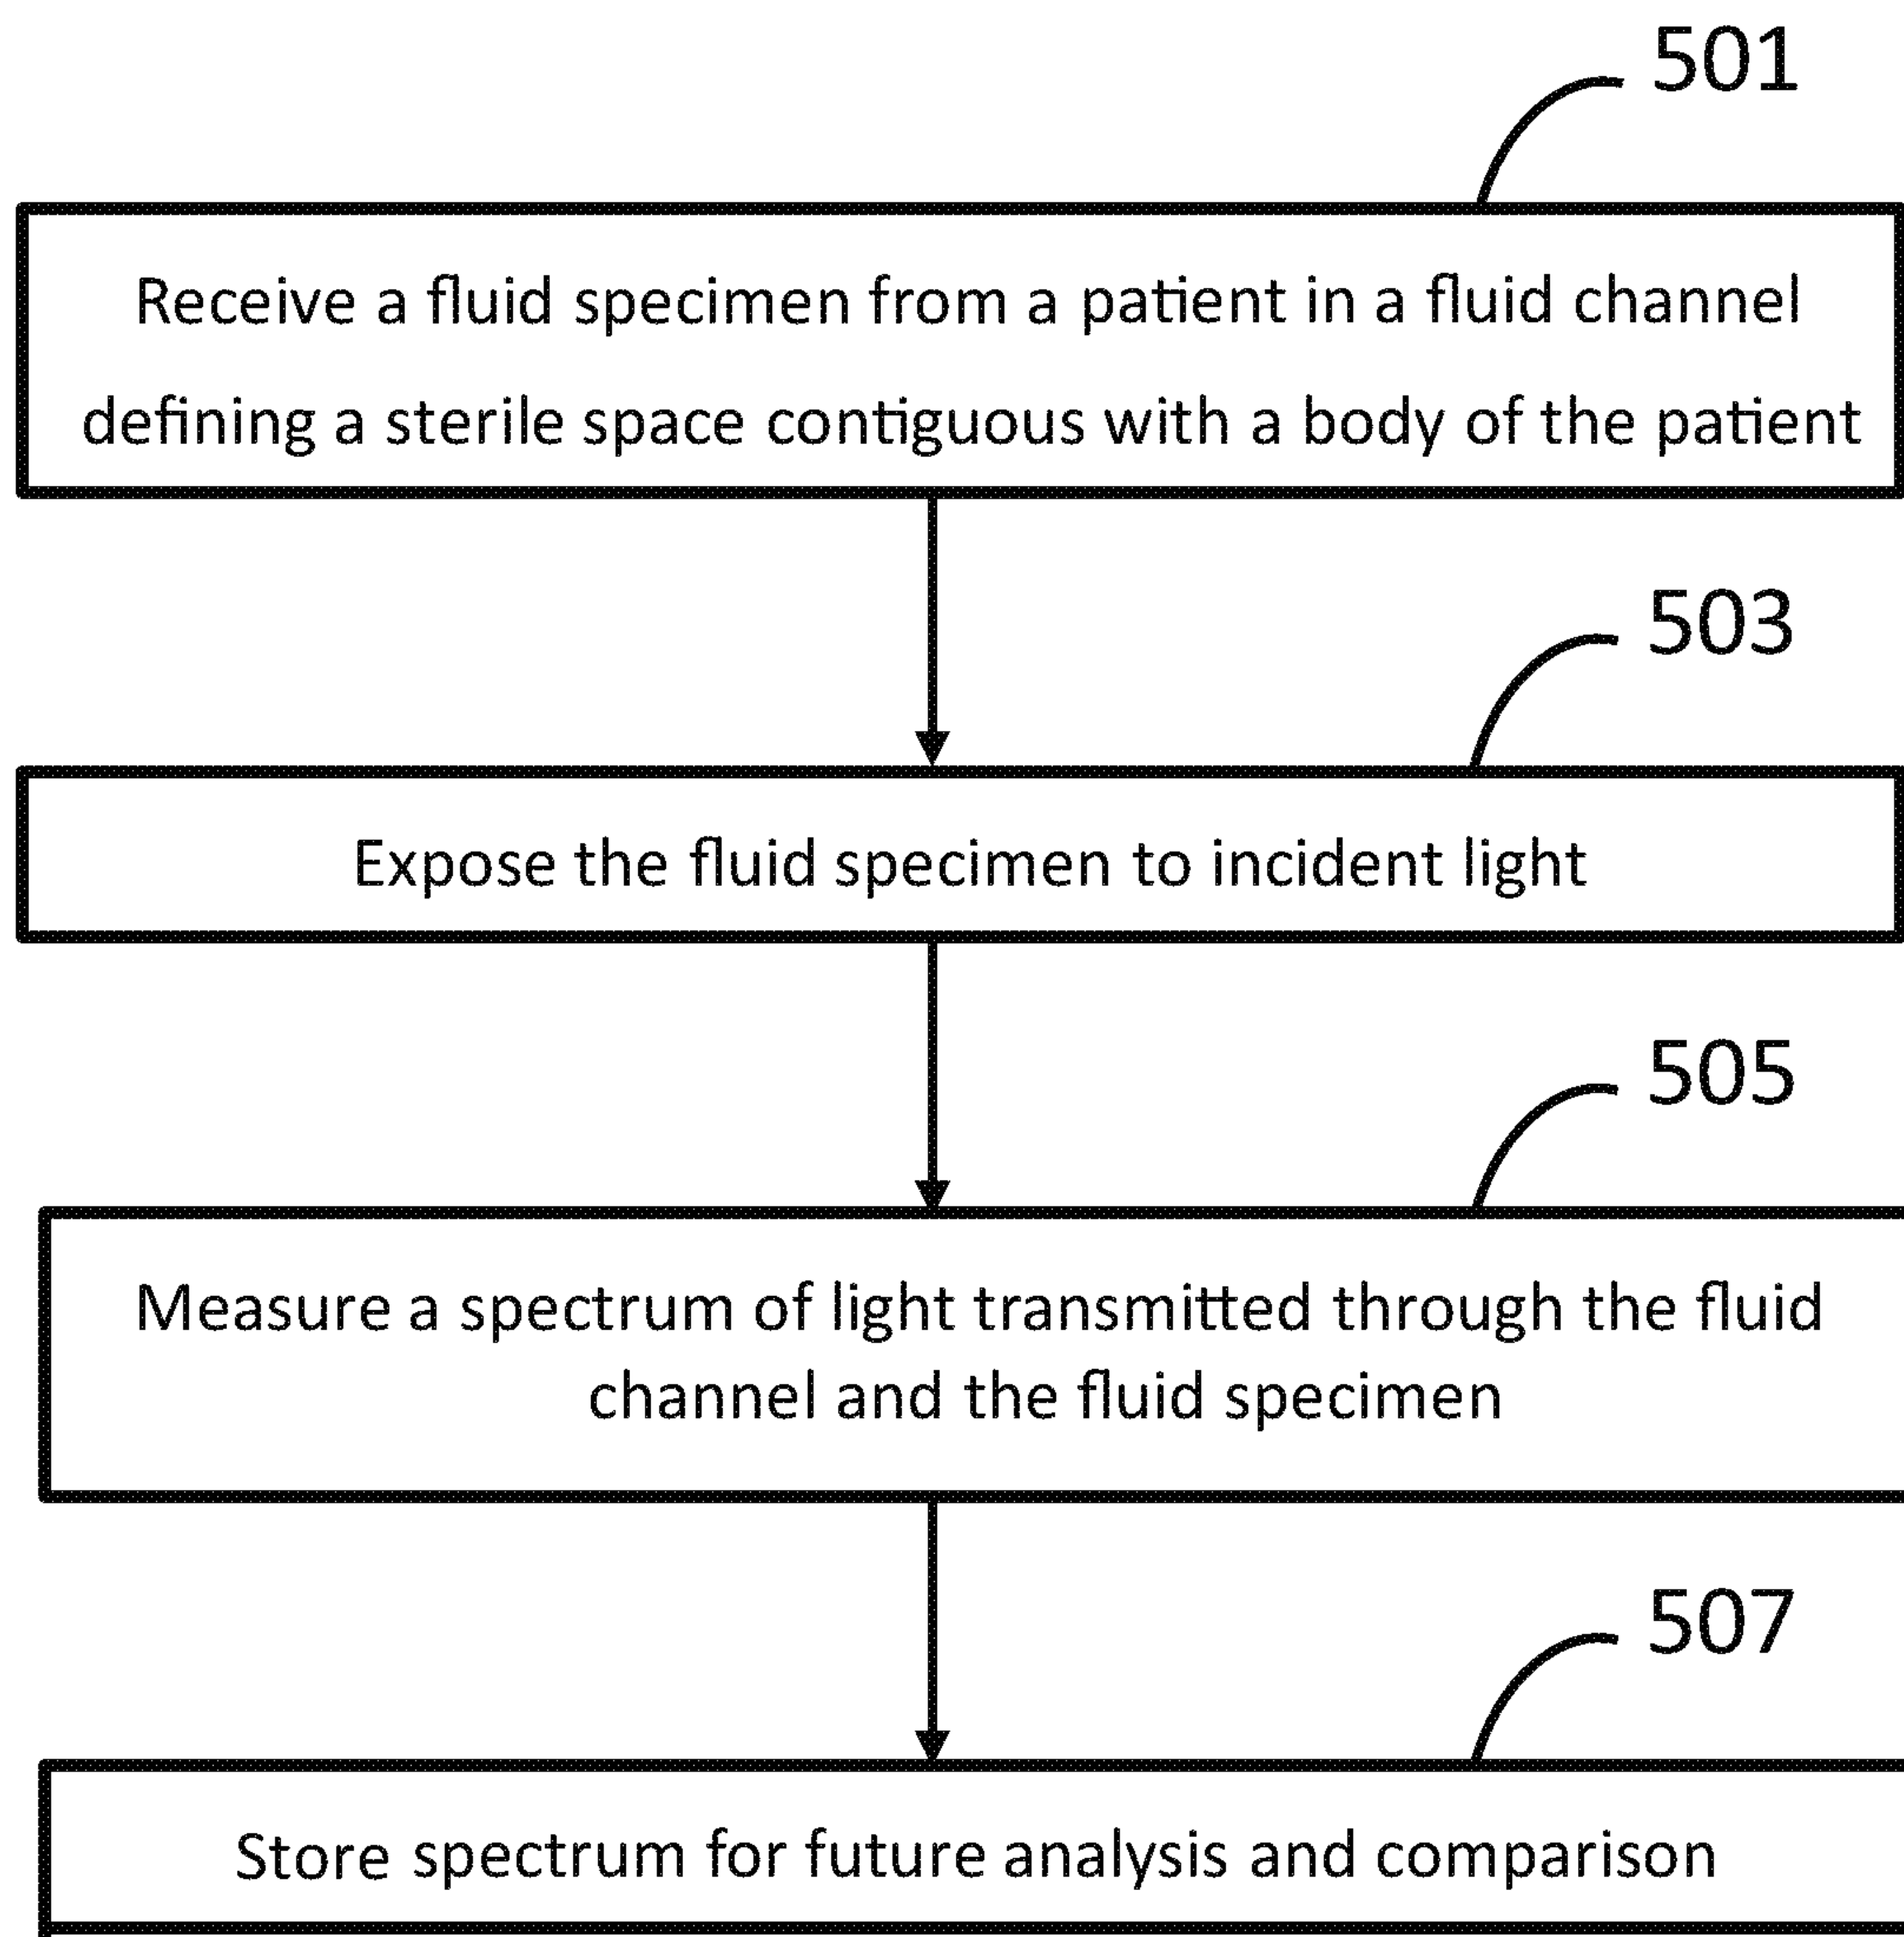 501
Receive a fluid specimen from a patient in a fluid channel
defining a sterile space contiguous with a body of the patient
503
Expose the fluid specimen to incident light
505
Measure a spectrum of light transmitted through the fluid
channel and the fluid specimen
507
Store spectrum for future analysis and comparison